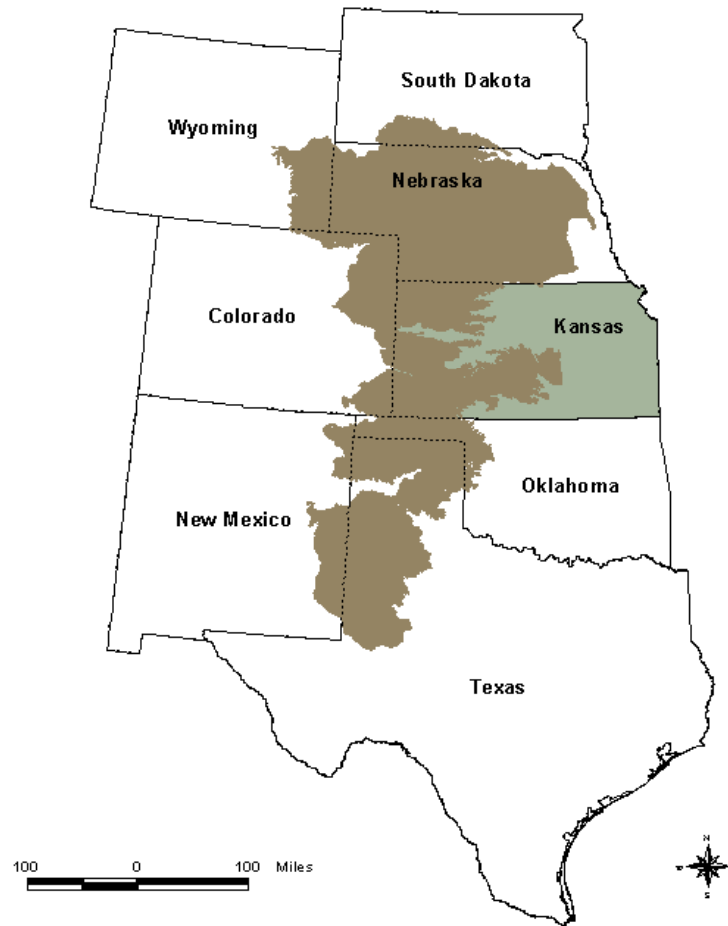 South Dakota
Wyoming
Nebraska
Colorado
Kansas
Oklahoma
New Mexico
Texas
100 0 100 Miles
N
S